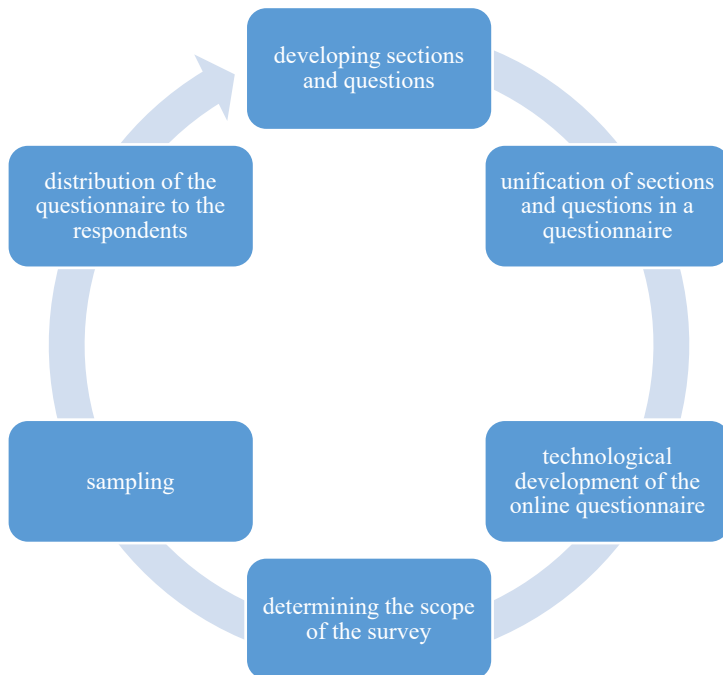 developing sections
and questions
unification of sections
and questions in a
questionnaire
technological
development of the
online questionnaire
determining the scope
of the survey
sampling
distribution of the
questionnaire to the
respondents